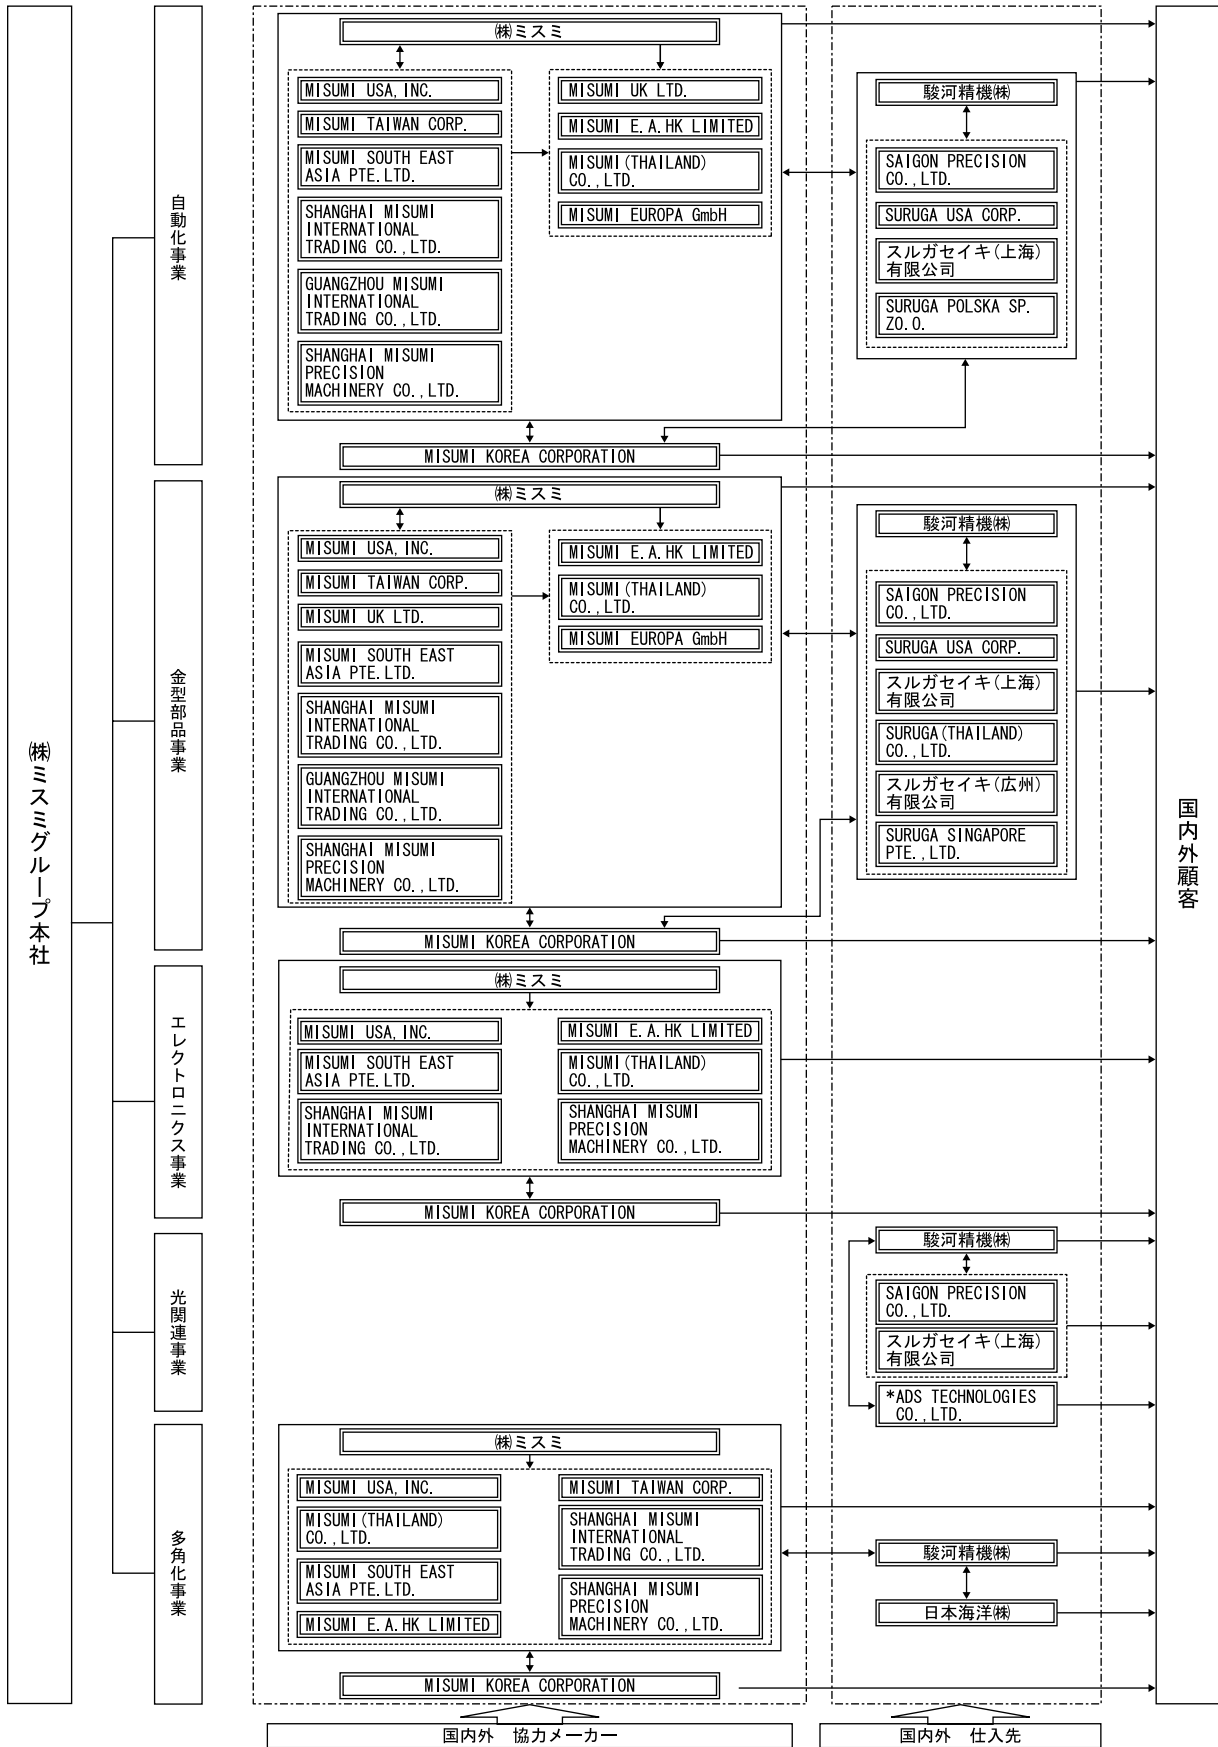 ㈱ミスミグループ本社
自動化事業
㈱ミスミ
MISUMI USA, INC.
MISUMI TAIWAN CORP.
MISUMI SOUTH EAST
ASIA PTE. LTD.
SHANGHAI MISUMI
INTERNATIONAL
TRADING CO., LTD.
GUANGZHOU MISUMI
INTERNATIONAL
TRADING CO., LTD.
SHANGHAI MISUMI
PRECISION
MACHINERY CO., LTD.
MISUMI UK LTD.
MISUMI E. A. HK LIMITED
MISUMI (THAILAND)
CO., LTD.
MISUMI EUROPA GmbH
MISUMI KOREA CORPORATION
駿河精機㈱
SAIGON PRECISION
CO., LTD.
SURUGA USA CORP.
スルガセイキ(上海)
有限公司
SURUGA POLSKA SP.
ZO. O.
金型部品事業
㈱ミスミ
MISUMI USA, INC.
MISUMI TAIWAN CORP.
MISUMI UK LTD.
MISUMI SOUTH EAST
ASIA PTE. LTD.
SHANGHAI MISUMI
INTERNATIONAL
TRADING CO., LTD.
GUANGZHOU MISUMI
INTERNATIONAL
TRADING CO., LTD.
SHANGHAI MISUMI
PRECISION
MACHINERY CO., LTD.
MISUMI E. A. HK LIMITED
MISUMI (THAILAND)
CO., LTD.
MISUMI EUROPA GmbH
MISUMI KOREA CORPORATION
駿河精機㈱
SAIGON PRECISION
CO., LTD.
SURUGA USA CORP.
スルガセイキ(上海)
有限公司
SURUGA (THAILAND)
CO., LTD.
スルガセイキ(広州)
有限公司
SURUGA SINGAPORE
PTE., LTD.
エレクトロニクス事業
㈱ミスミ
MISUMI USA, INC.
MISUMI SOUTH EAST
ASIA PTE. LTD.
SHANGHAI MISUMI
INTERNATIONAL
TRADING CO., LTD.
MISUMI E. A. HK LIMITED
MISUMI (THAILAND)
CO., LTD.
SHANGHAI MISUMI
PRECISION
MACHINERY CO., LTD.
MISUMI KOREA CORPORATION
光関連事業
駿河精機㈱
SAIGON PRECISION
CO., LTD.
スルガセイキ(上海)
有限公司
*ADS TECHNOLOGIES
CO., LTD.
多角化事業
㈱ミスミ
MISUMI USA, INC.
MISUMI (THAILAND)
CO., LTD.
MISUMI SOUTH EAST
ASIA PTE. LTD.
MISUMI E. A. HK LIMITED
MISUMI TAIWAN CORP.
SHANGHAI MISUMI
INTERNATIONAL
TRADING CO., LTD.
SHANGHAI MISUMI
PRECISION
MACHINERY CO., LTD.
MISUMI KOREA CORPORATION
駿河精機㈱
日本海洋㈱
国内外顧客
国内外 協力メーカー
国内外 仕入先